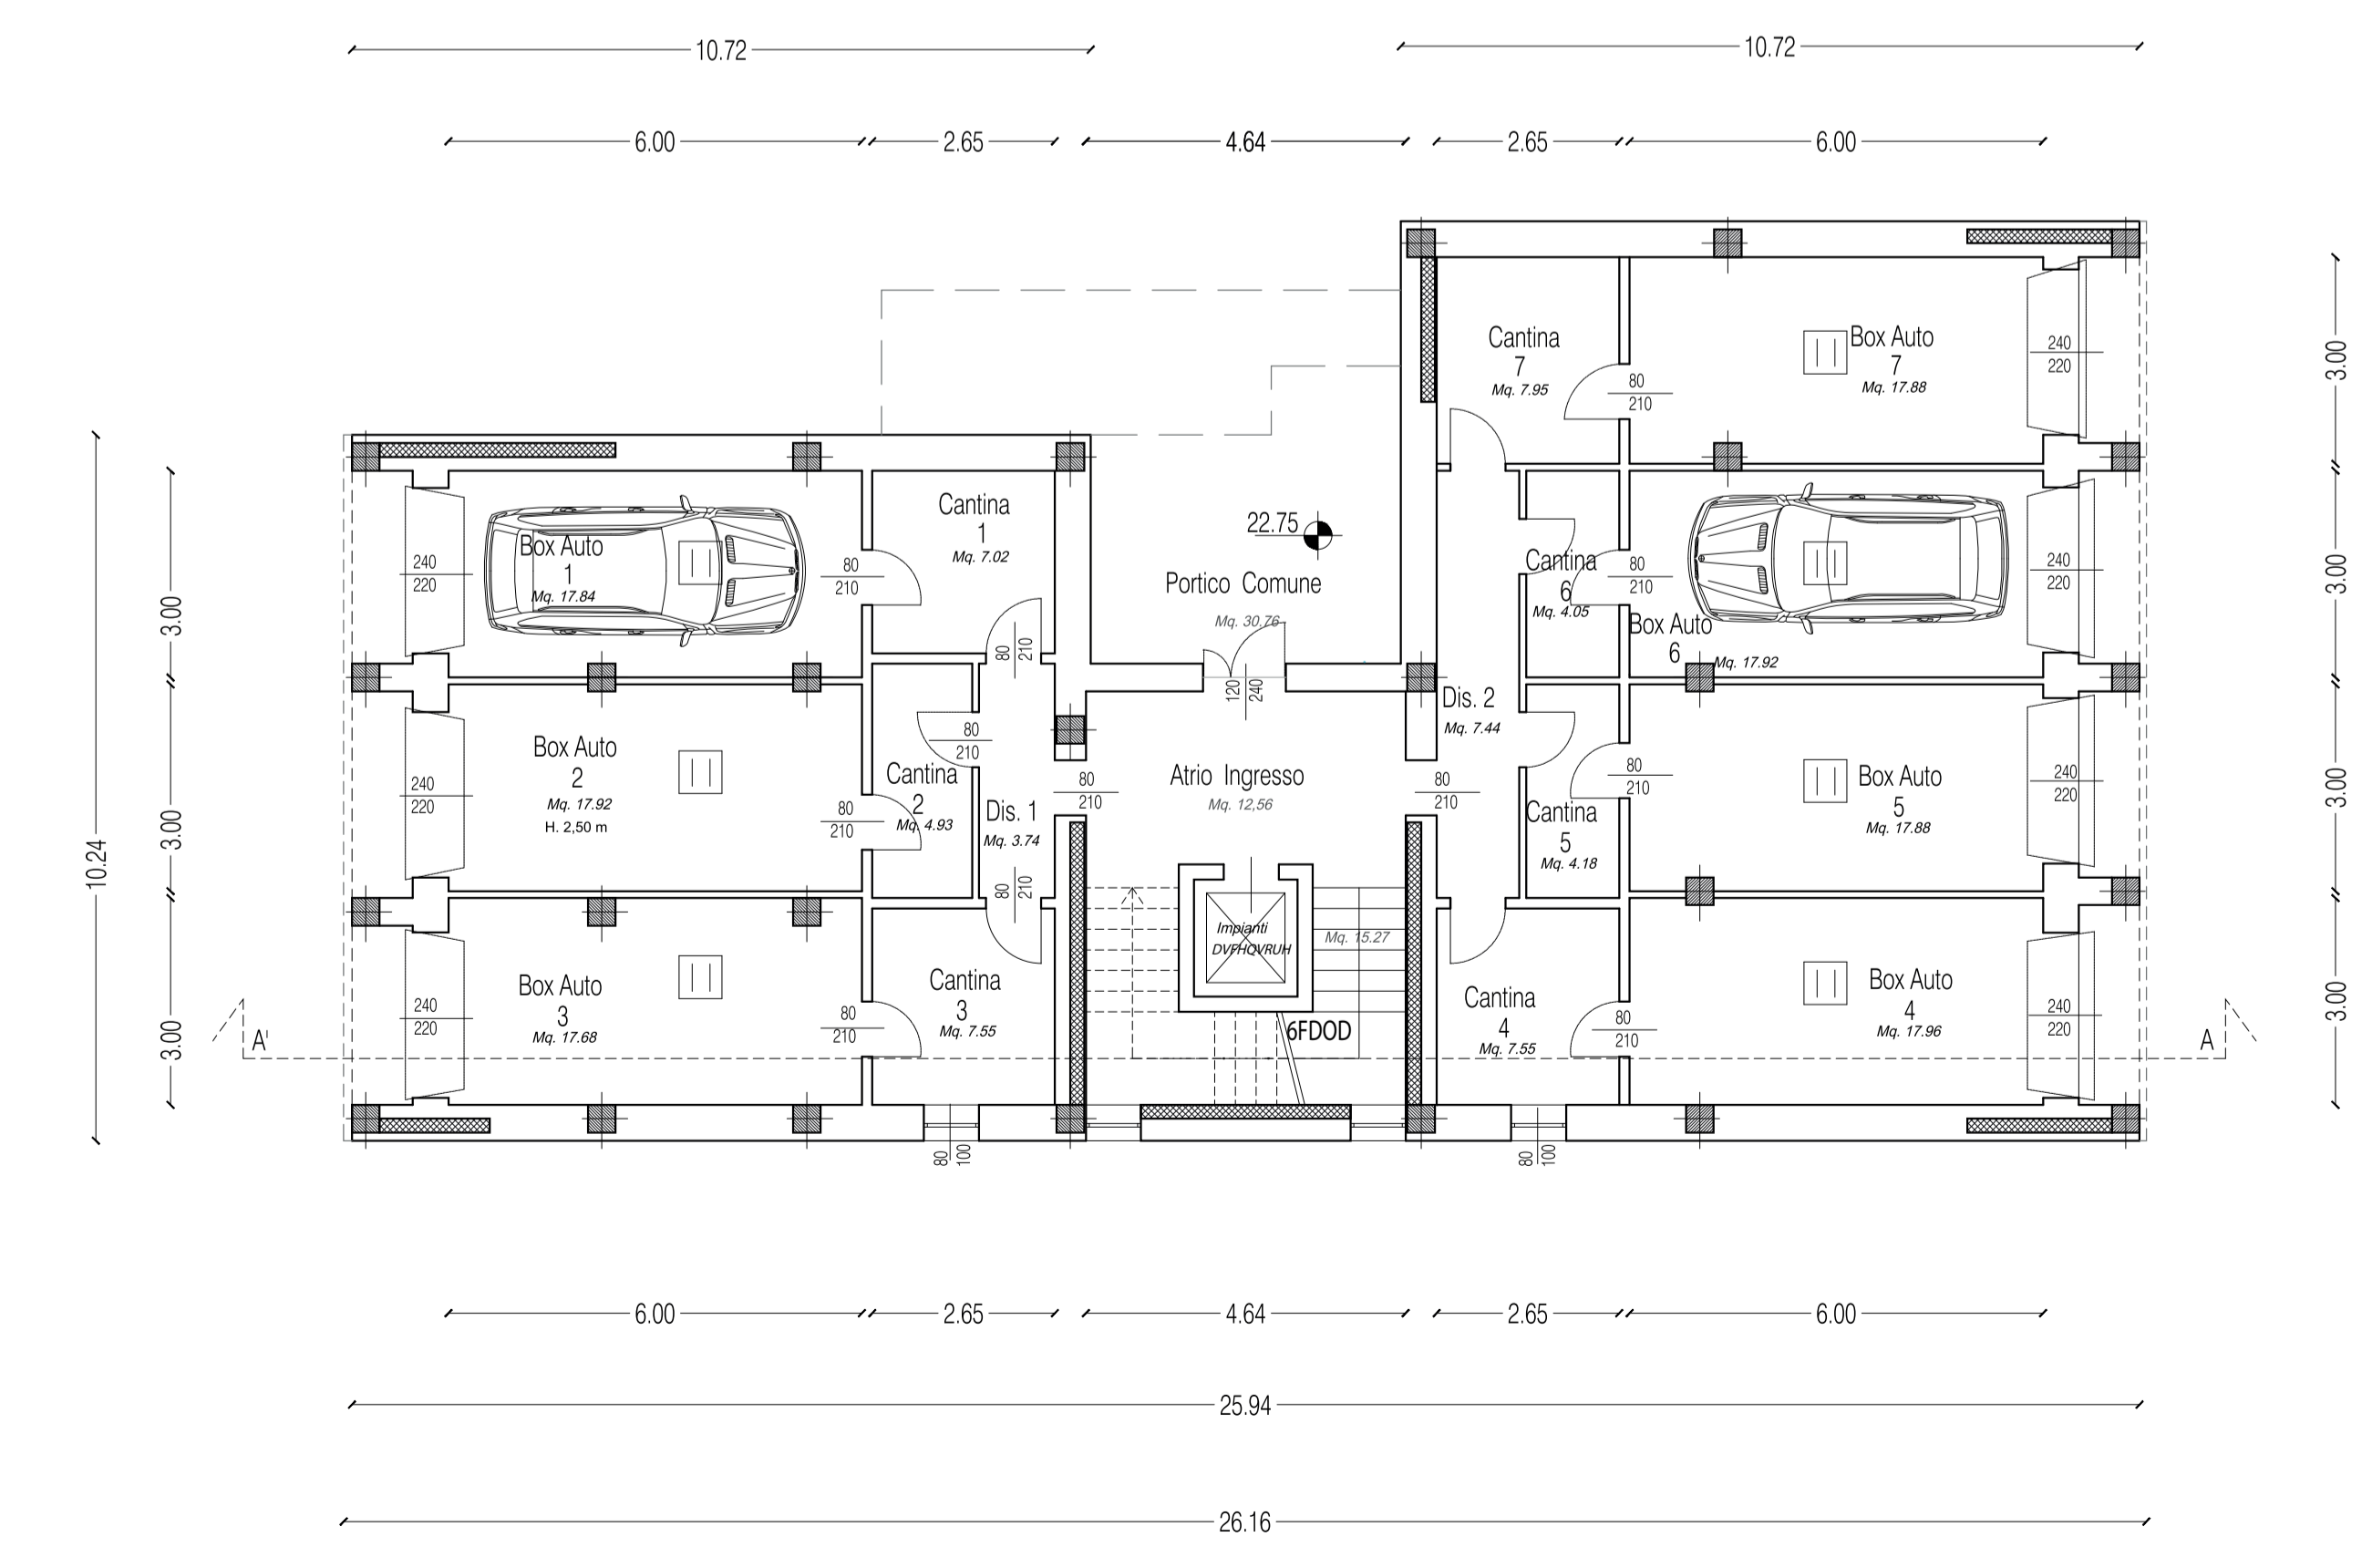 10.72
10.72
6.00
2.65
4.64
2.65
6.00
10.24
3.00
3.00
3.00
3.00
3.00
3.00
3.00
Box Auto
1
Mq. 17.84
240
220
80
210
Cantina
1
Mq. 7.02
80
210
Box Auto
2
Mq. 17.92
H. 2,50 m
240
220
80
210
Cantina
2
Mq. 4.93
80
210
Dis. 1
Mq. 3.74
80
210
80
210
Box Auto
3
Mq. 17.68
240
220
80
210
Cantina
3
Mq. 7.55
80
100
22.75
Portico Comune
Mq. 30.76
120
240
Atrio Ingresso
Mq. 12,56
Impianti
DVFHQVRUH
Mq. 15.27
6FDOD
80
210
Dis. 2
Mq. 7.44
Cantina
7
Mq. 7.95
80
210
Box Auto
7
Mq. 17.88
240
220
Cantina
6
Mq. 4.05
80
210
Box Auto
6
Mq. 17.92
240
220
Cantina
5
Mq. 4.18
80
210
Box Auto
5
Mq. 17.88
240
220
Cantina
4
Mq. 7.55
80
210
Box Auto
4
Mq. 17.96
240
220
80
100
A'
A
6.00
2.65
4.64
2.65
6.00
25.94
26.16